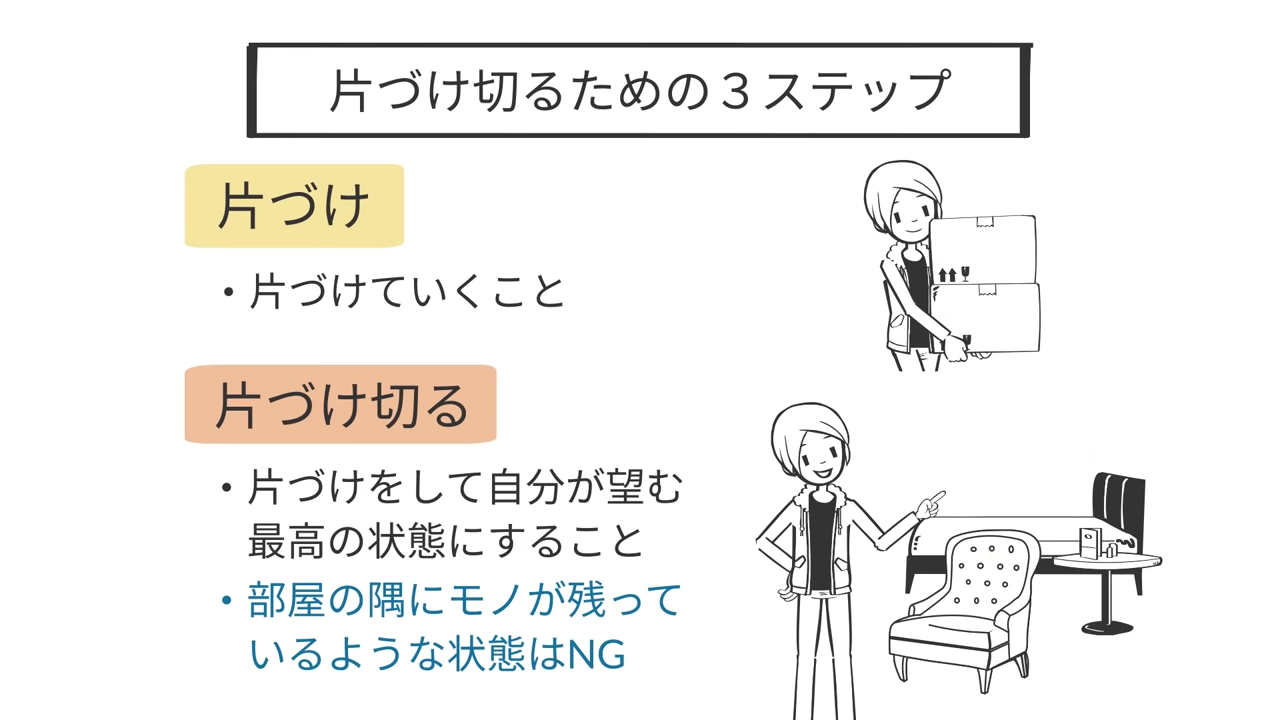 片づけ切るための３ステップ
片づけ
・片づけていくこと
片づけ切る
・片づけをして自分が望む
最高の状態にすること
・部屋の隅にモノが残って
いるような状態はNG